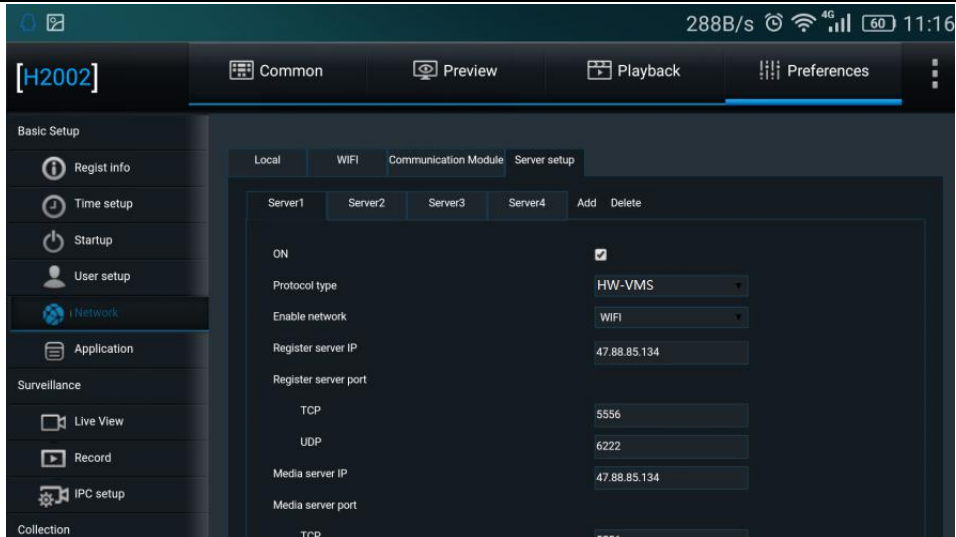 288B/s 4G 60 11:16
[H2002]
Common
Preview
Playback
Preferences
Basic Setup
Regist info
Time setup
Startup
User setup
Network
Application
Surveillance
Live View
Record
IPC setup
Collection
Local WIFI Communication Module Server setup
Server1 Server2 Server3 Server4 Add Delete
ON
Protocol type HW-VMS
Enable network WIFI
Register server IP 47.88.85.134
Register server port
TCP 5556
UDP 6222
Media server IP 47.88.85.134
Media server port
TCP